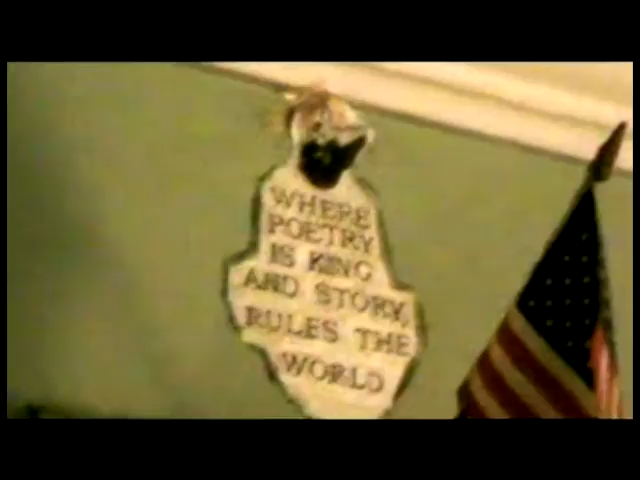 WHERE
POETRY
IS KING
AND STORY,
RULES THE
WORLD